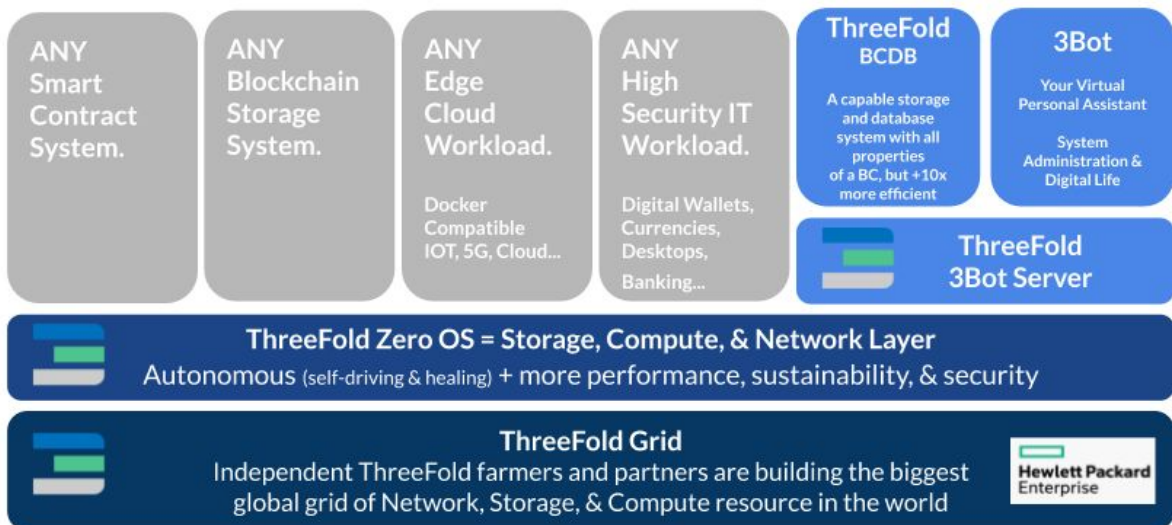 ANY
Smart
Contract
System.
ANY
Blockchain
Storage
System.
ANY
Edge
Cloud
Workload.
Docker
Compatible
IOT, 5G, Cloud...
ANY
High
Security IT
Workload.
Digital Wallets,
Currencies,
Desktops,
Banking...
ThreeFold
BCDB
A capable storage
and database
system with all
properties
of a BC, but +10x
more efficient
3Bot
Your Virtual
Personal Assistant
System
Administration &
Digital Life
ThreeFold
3Bot Server
ThreeFold Zero OS = Storage, Compute, & Network Layer
Autonomous (self-driving & healing) + more performance, sustainability, & security
ThreeFold Grid
Independent ThreeFold farmers and partners are building the biggest
global grid of Network, Storage, & Compute resource in the world
Hewlett Packard
Enterprise